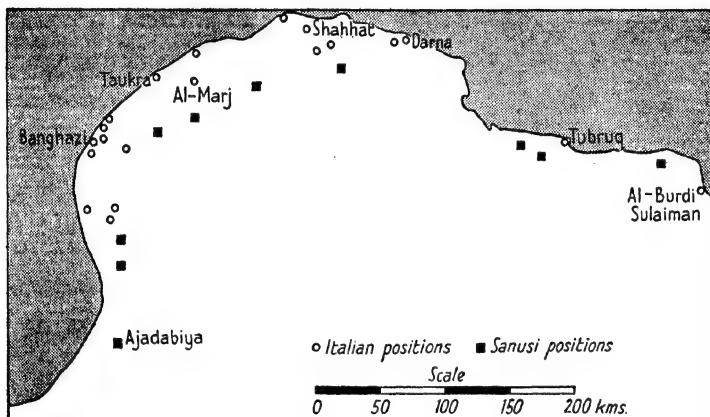 Shahhat
Darna
Taukra
Al-Marj
Banghazi
Tubruq
Al-Burdi
Sulaiman
Ajadabiya
Italian positions
Sanusi positions
Scale
0 50 100 150 200 kms.